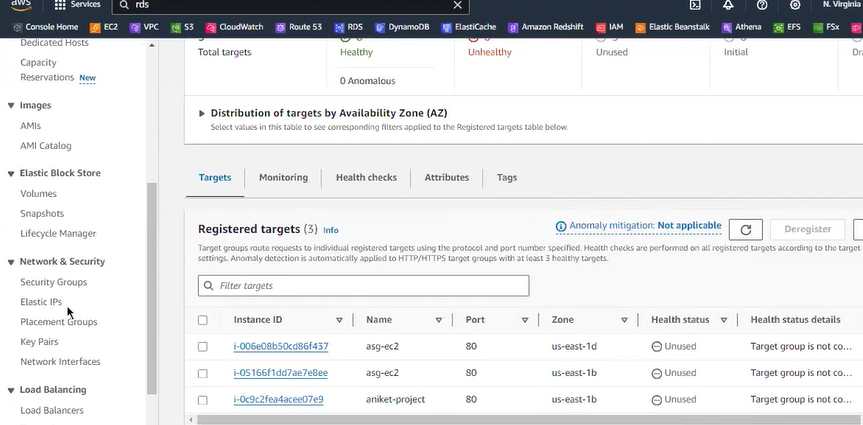 aws
Services
rds
N. Virginia
Console Home EC2 VPC S3 CloudWatch Route 53 RDS DynamoDB ElastiCache Amazon Redshift IAM Elastic Beanstalk Athena EFS FSx
Dedicated Hosts
Capacity
Reservations New
Images
AMIs
AMI Catalog
Elastic Block Store
Volumes
Snapshots
Lifecycle Manager
Network & Security
Security Groups
Elastic IPs
Placement Groups
Key Pairs
Network Interfaces
Load Balancing
Load Balancers
Total targets
Healthy
Unhealthy
Unused
Initial
0 Anomalous
Distribution of targets by Availability Zone (AZ)
Select values in this table to see corresponding filters applied to the Registered targets table below.
Targets Monitoring Health checks Attributes Tags
Registered targets (3) Info
Anomaly mitigation: Not applicable
Deregister
Target groups route requests to individual registered targets using the protocol and port number specified. Health checks are performed on all registered targets according to the target
settings. Anomaly detection is automatically applied to HTTP/HTTPS target groups with at least 3 healthy targets.
Filter targets
Instance ID Name Port Zone Health status Health status details
i-006e08b50cd86f437 asg-ec2 80 us-east-1d Unused Target group is not co...
i-05166f1dd7ae7e8ee asg-ec2 80 us-east-1b Unused Target group is not co...
i-0c9c2fea4acee07e9 aniket-project 80 us-east-1b Unused Target group is not co...